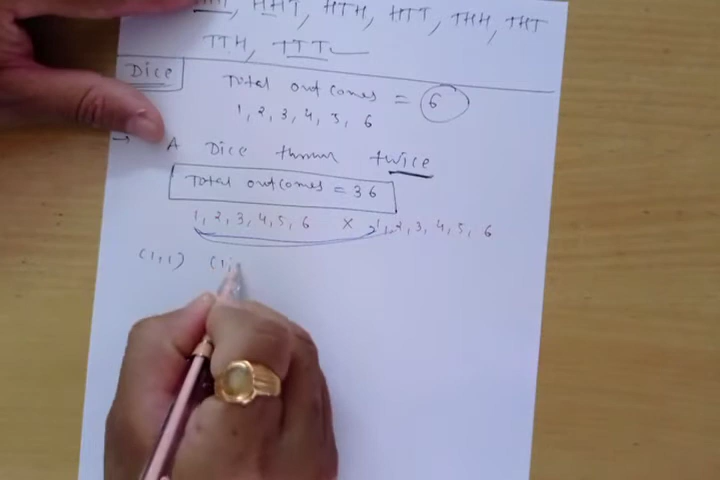 HHT, HTH, HTT, THH, THT
TTH, TTT
Dice
Total outcomes = 6
1, 2, 3, 4, 5, 6
→ A Dice thrown twice
Total outcomes = 36
1, 2, 3, 4, 5, 6 X 1, 2, 3, 4, 5, 6
(1,1) (1,